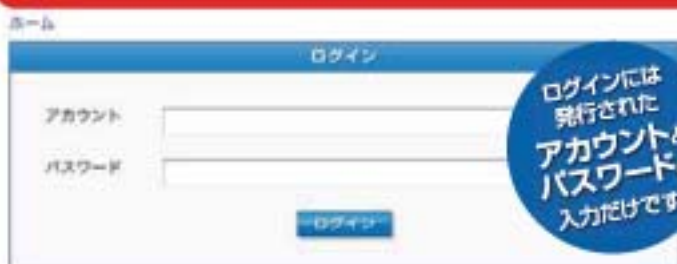 ホーム
ログイン
アカウント
パスワード
ログイン
ログインには
発行された
アカウント
パスワード
入力だけです